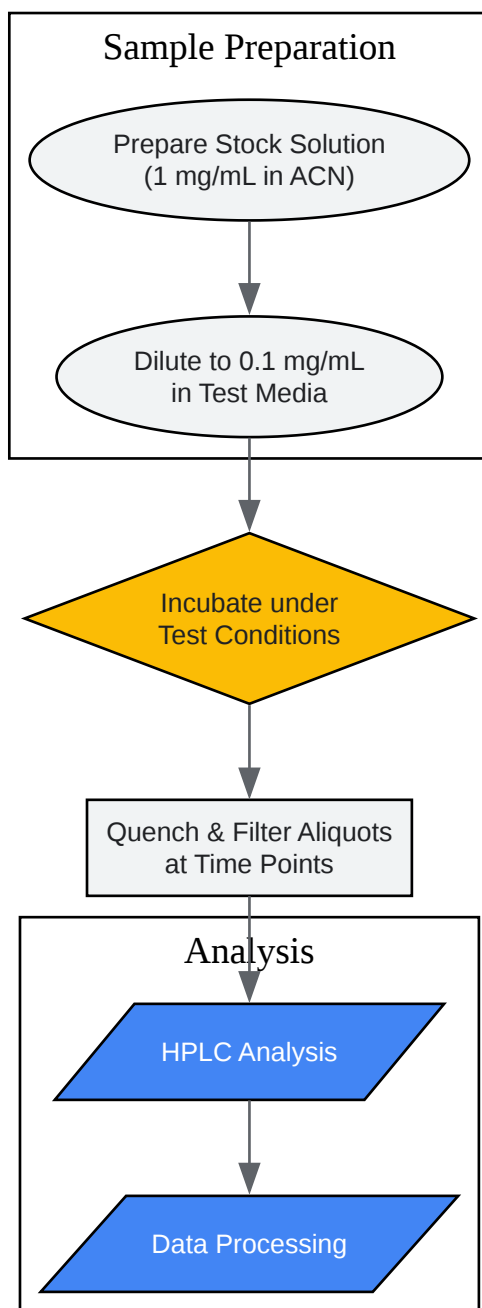 Sample Preparation
Prepare Stock Solution
(1 mg/mL in ACN)
Dilute to 0.1 mg/mL
in Test Media
Incubate under
Test Conditions
Quench & Filter Aliquots
at Time Points
Analysis
HPLC Analysis
Data Processing